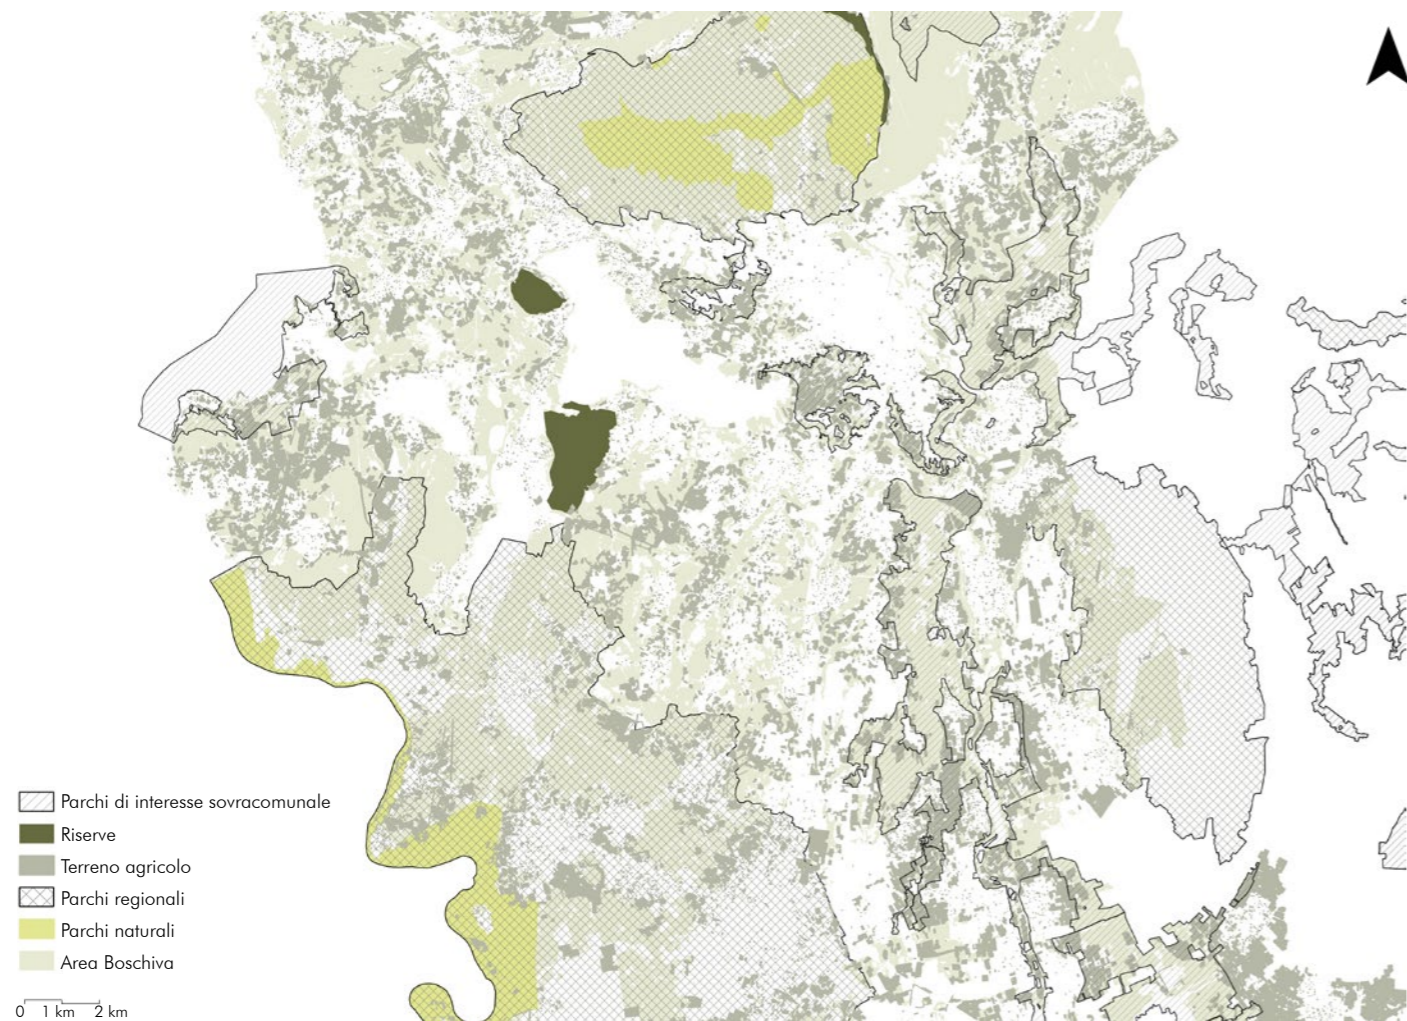 Parchi di interesse sovracomunale
Riserve
Terreno agricolo
Parchi regionali
Parchi naturali
Area Boschiva
0 1 km 2 km